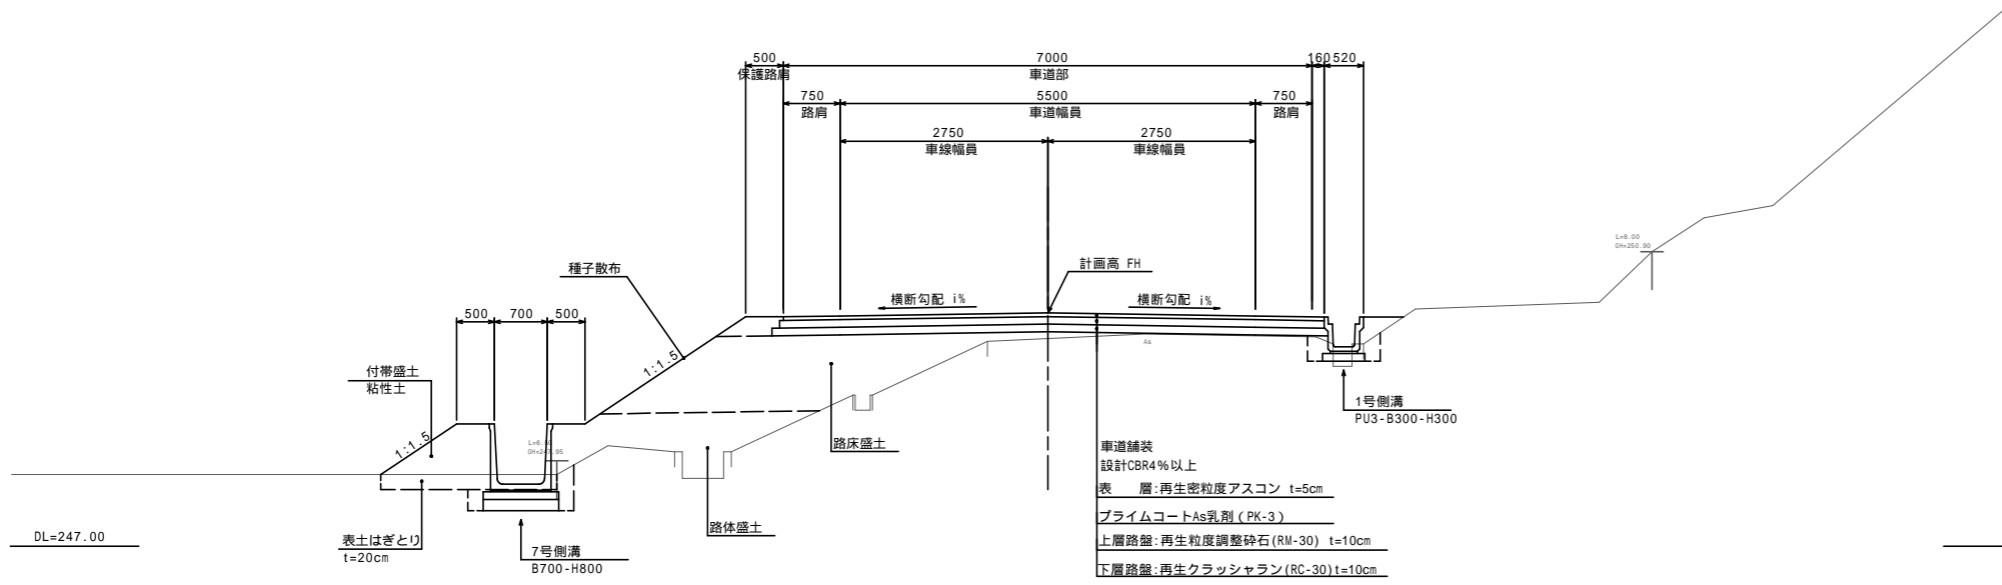 500
7000
160
520
保護路肩
車道部
750
5500
750
路肩
車道幅員
路肩
2750
2750
車線幅員
車線幅員
L=8.00
GH=250.90
種子散布
計画高 FH
横断勾配 i%
横断勾配 i%
500
700
500
As
1:1.5
付帯盛土
粘性土
1号側溝
PU3-B300-H300
1:1.5
路床盛土
車道舗装
設計CBR4%以上
表　層:再生密粒度アスコン t=5cm
プライムコートAs乳剤(PK-3)
上層路盤:再生粒度調整砕石(RM-30) t=10cm
下層路盤:再生クラッシャラン(RC-30)t=10cm
路体盛土
DL=247.00
表土はぎとり
t=20cm
7号側溝
B700-H800